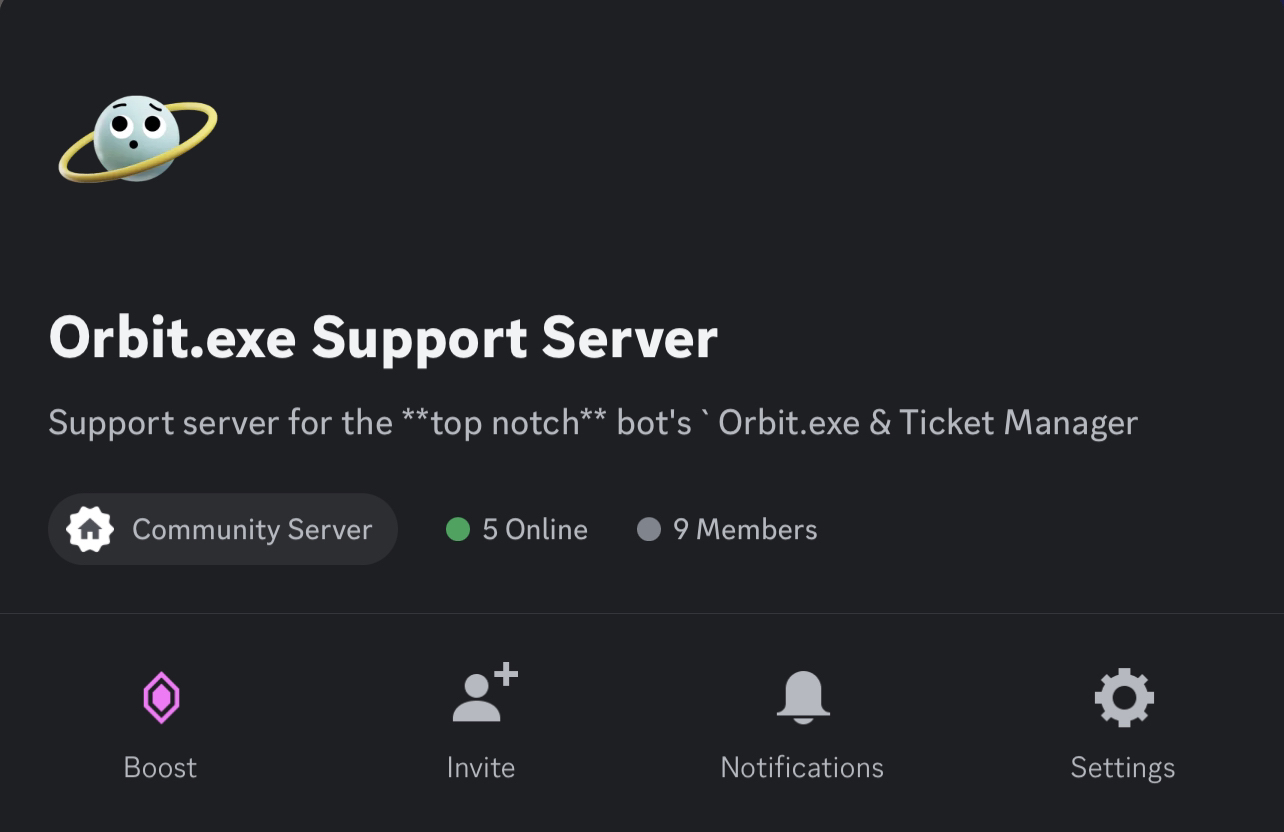 Orbit.exe Support Server
Support server for the **top notch** bot's ` Orbit.exe & Ticket Manager
Community Server
5 Online
9 Members
Boost
Invite
Notifications
Settings